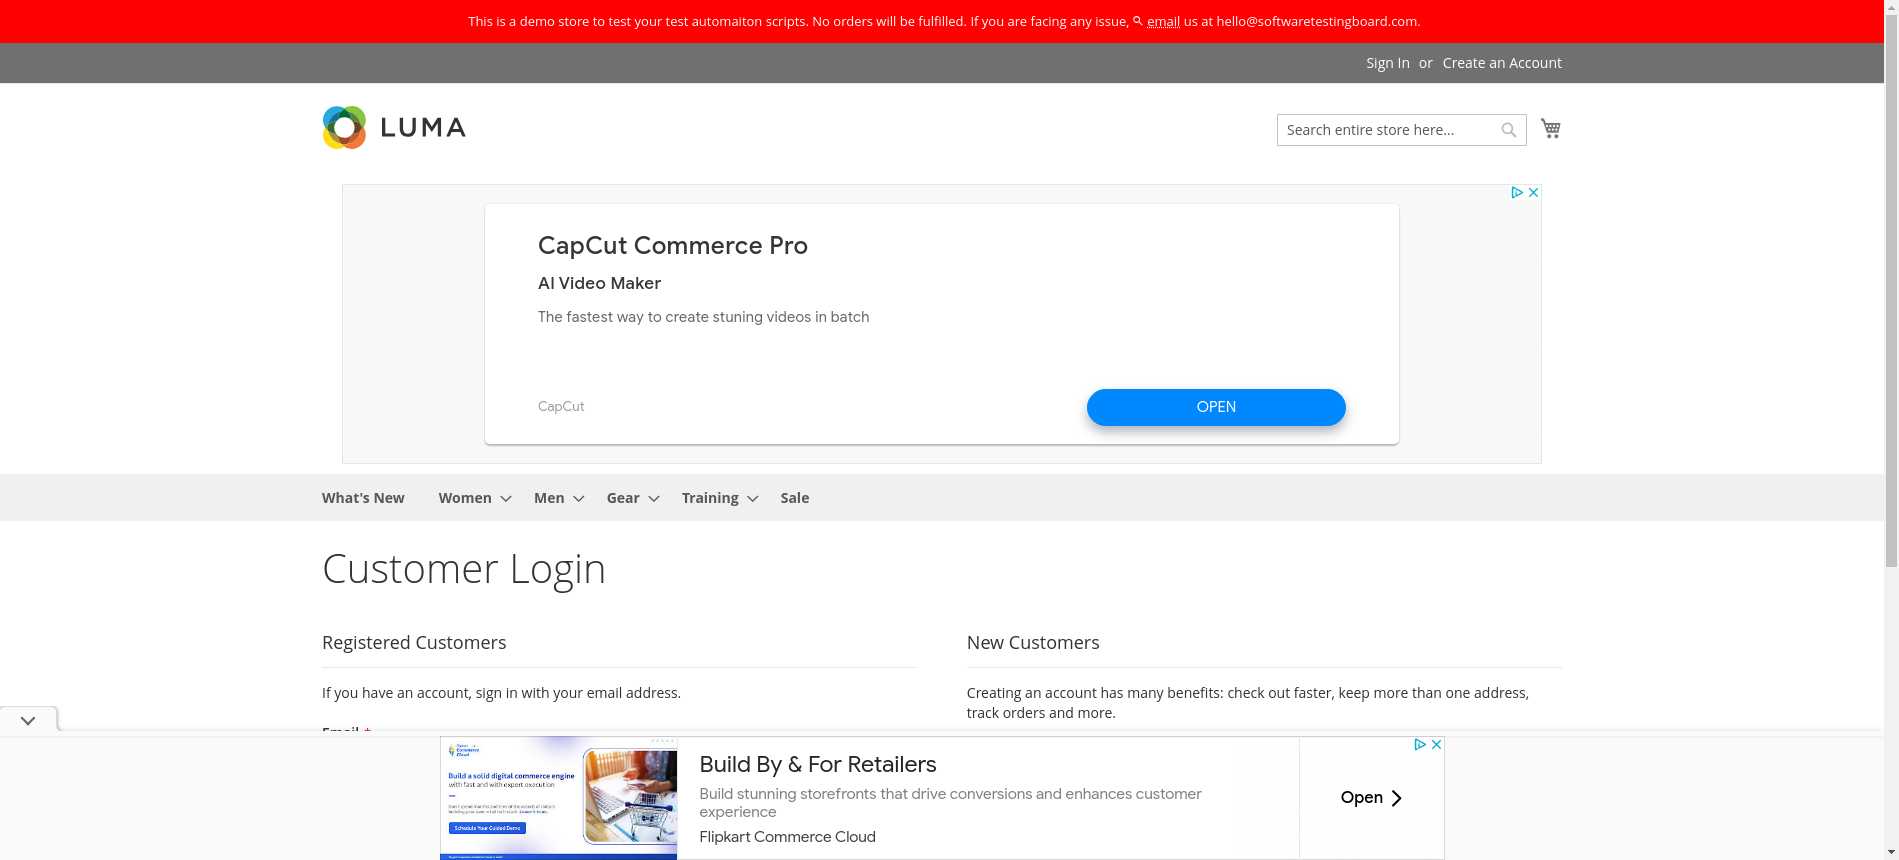 This is a demo store to test your test automaiton scripts. No orders will be fulfilled. If you are facing any issue, email us at hello@softwaretestingboard.com.
Sign In or Create an Account
LUMA
Search entire store here...
CapCut Commerce Pro
AI Video Maker
The fastest way to create stuning videos in batch
CapCut
OPEN
What's New Women Men Gear Training Sale
Customer Login
Registered Customers
New Customers
If you have an account, sign in with your email address.
Creating an account has many benefits: check out faster, keep more than one address,
track orders and more.
Email *
Commerce
Cloud
Build a solid digital commerce engine
with fast and with expert execution
Schedule Your Guided Demo
Build By & For Retailers
Build stunning storefronts that drive conversions and enhances customer
experience
Flipkart Commerce Cloud
Open